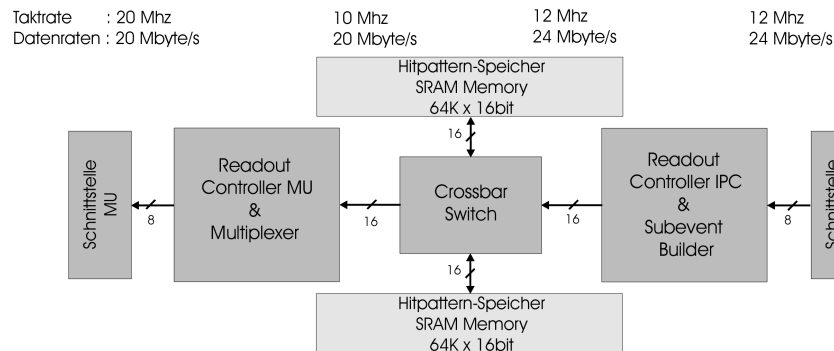 Taktrate : 20 Mhz 10 Mhz 12 Mhz 12 Mhz
Datenraten : 20 Mbyte/s 20 Mbyte/s 24 Mbyte/s 24 Mbyte/s
Hitpattern-Speicher
SRAM Memory
64K x 16bit
16
Schnittstelle
MU
8
Readout
Controller MU
&
Multiplexer
16
Crossbar
Switch
16
Readout
Controller IPC
&
Subevent
Builder
8
Schnittstelle
16
Hitpattern-Speicher
SRAM Memory
64K x 16bit